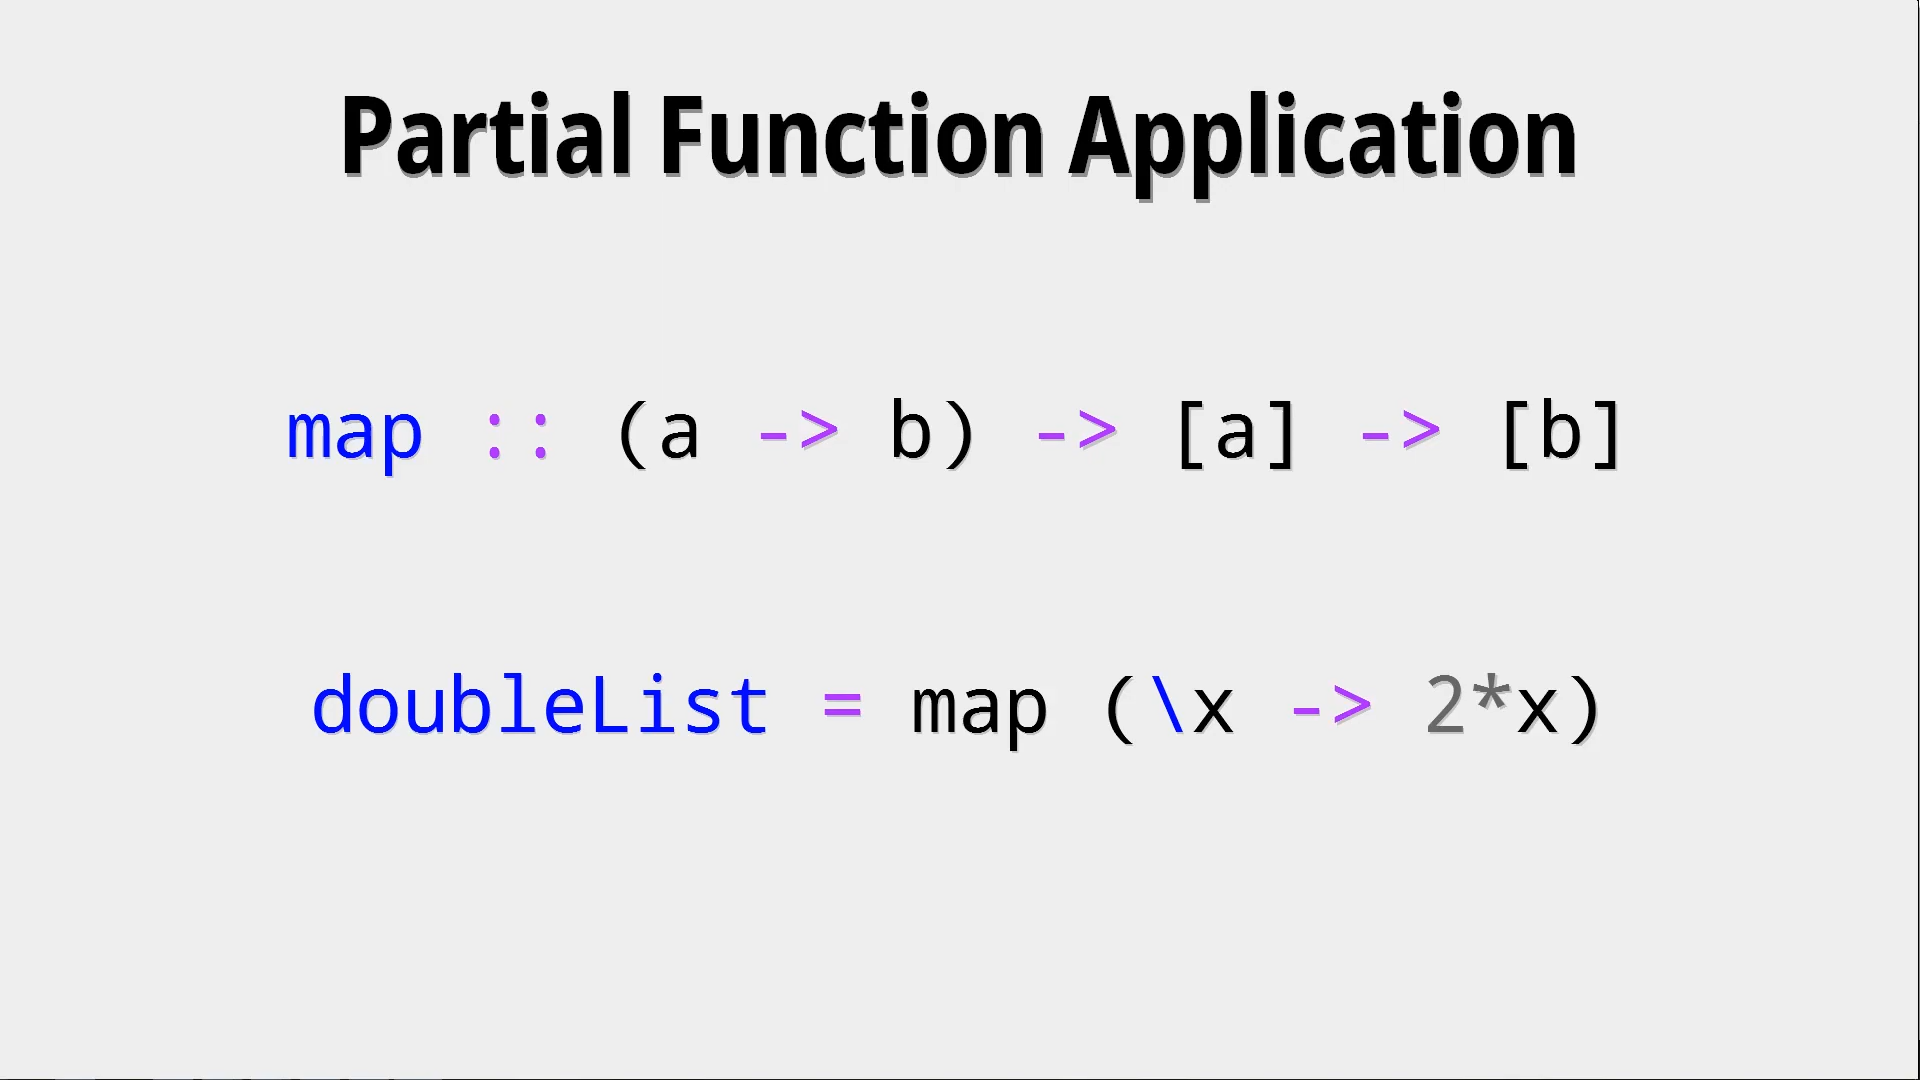 Partial Function Application
map :: (a -> b) -> [a] -> [b]
doubleList = map (\x -> 2*x)